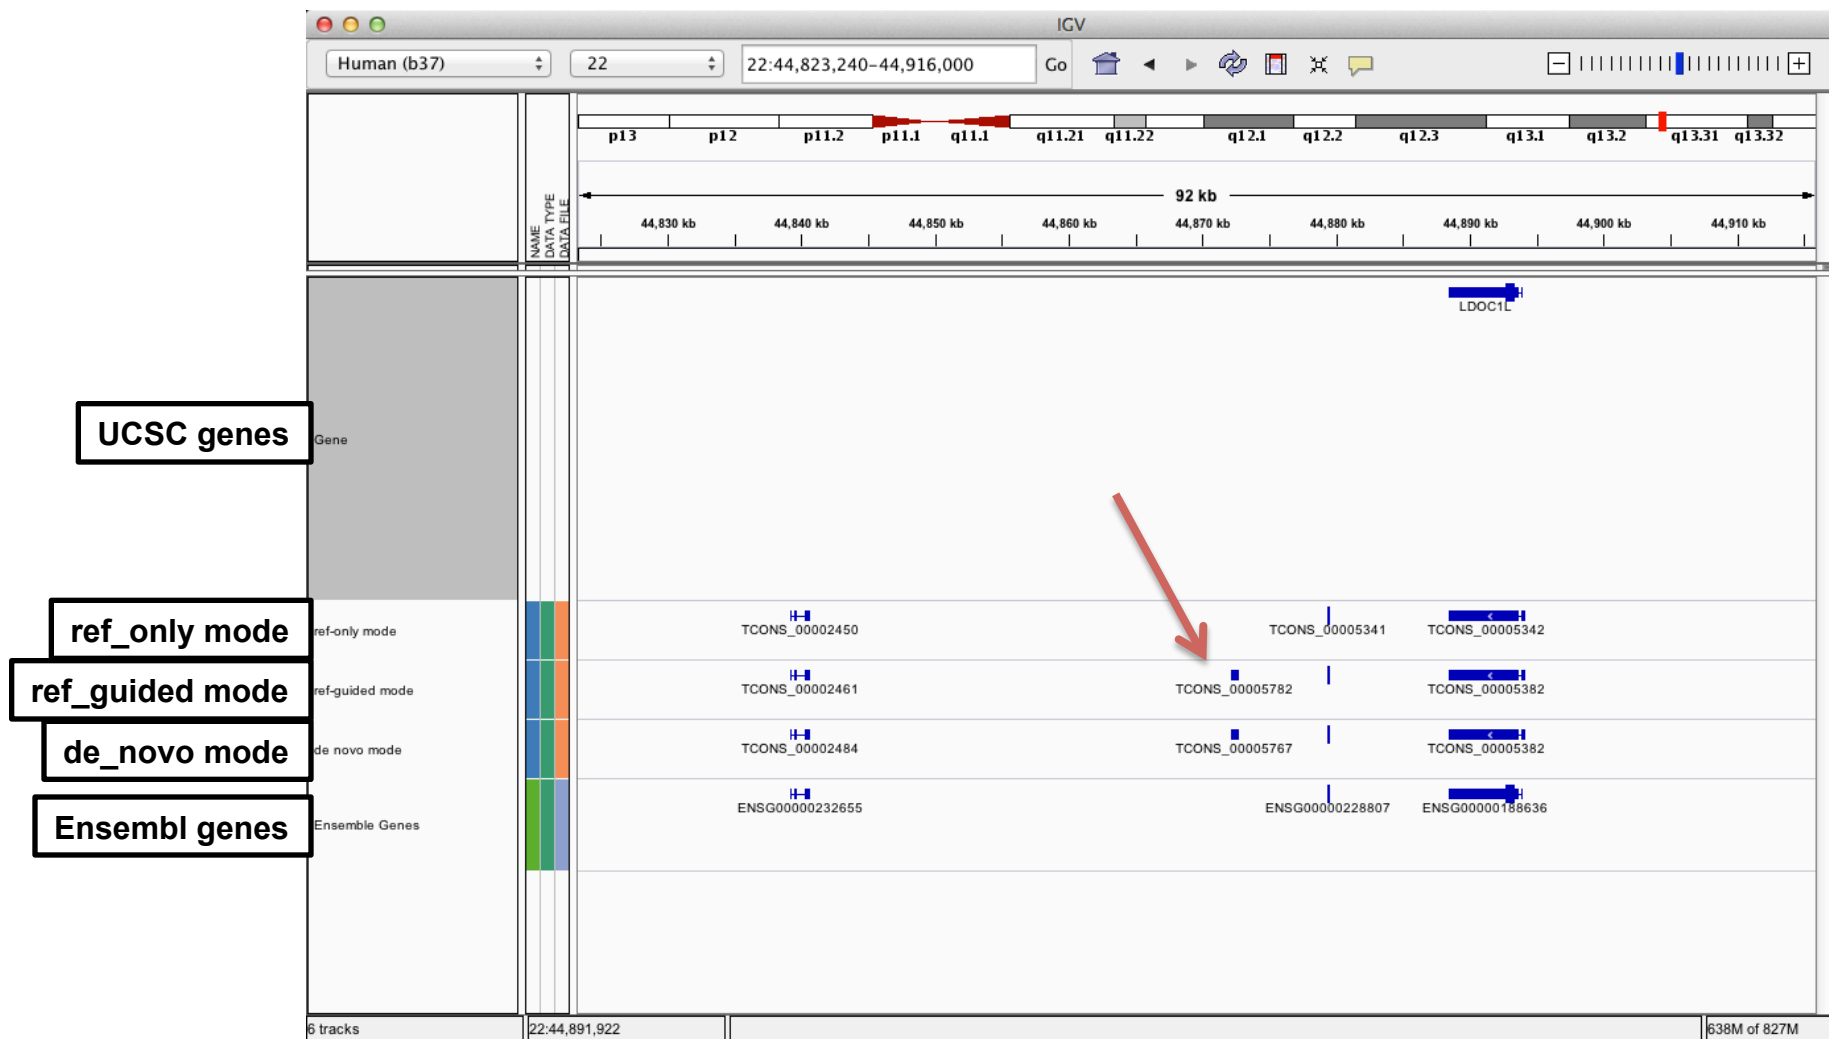 IGV
Human (b37)
22
22:44,823,240-44,916,000
Go
p13 p12 p11.2 p11.1 q11.1 q11.21 q11.22 q12.1 q12.2 q12.3 q13.1 q13.2 q13.31 q13.32
92 kb
44,830 kb 44,840 kb 44,850 kb 44,860 kb 44,870 kb 44,880 kb 44,890 kb 44,900 kb 44,910 kb
NAME
DATA TYPE
DATA FILE
LDOC1L
UCSC genes
Gene
ref_only mode
ref-only mode
TCONS_00002450 TCONS_00005341 TCONS_00005342
ref_guided mode
ref-guided mode
TCONS_00002461 TCONS_00005782 TCONS_00005382
de_novo mode
de novo mode
TCONS_00002484 TCONS_00005767 TCONS_00005382
Ensembl genes
Ensemble Genes
ENSG00000232655 ENSG00000228807 ENSG00000188636
6 tracks
22:44,891,922
638M of 827M